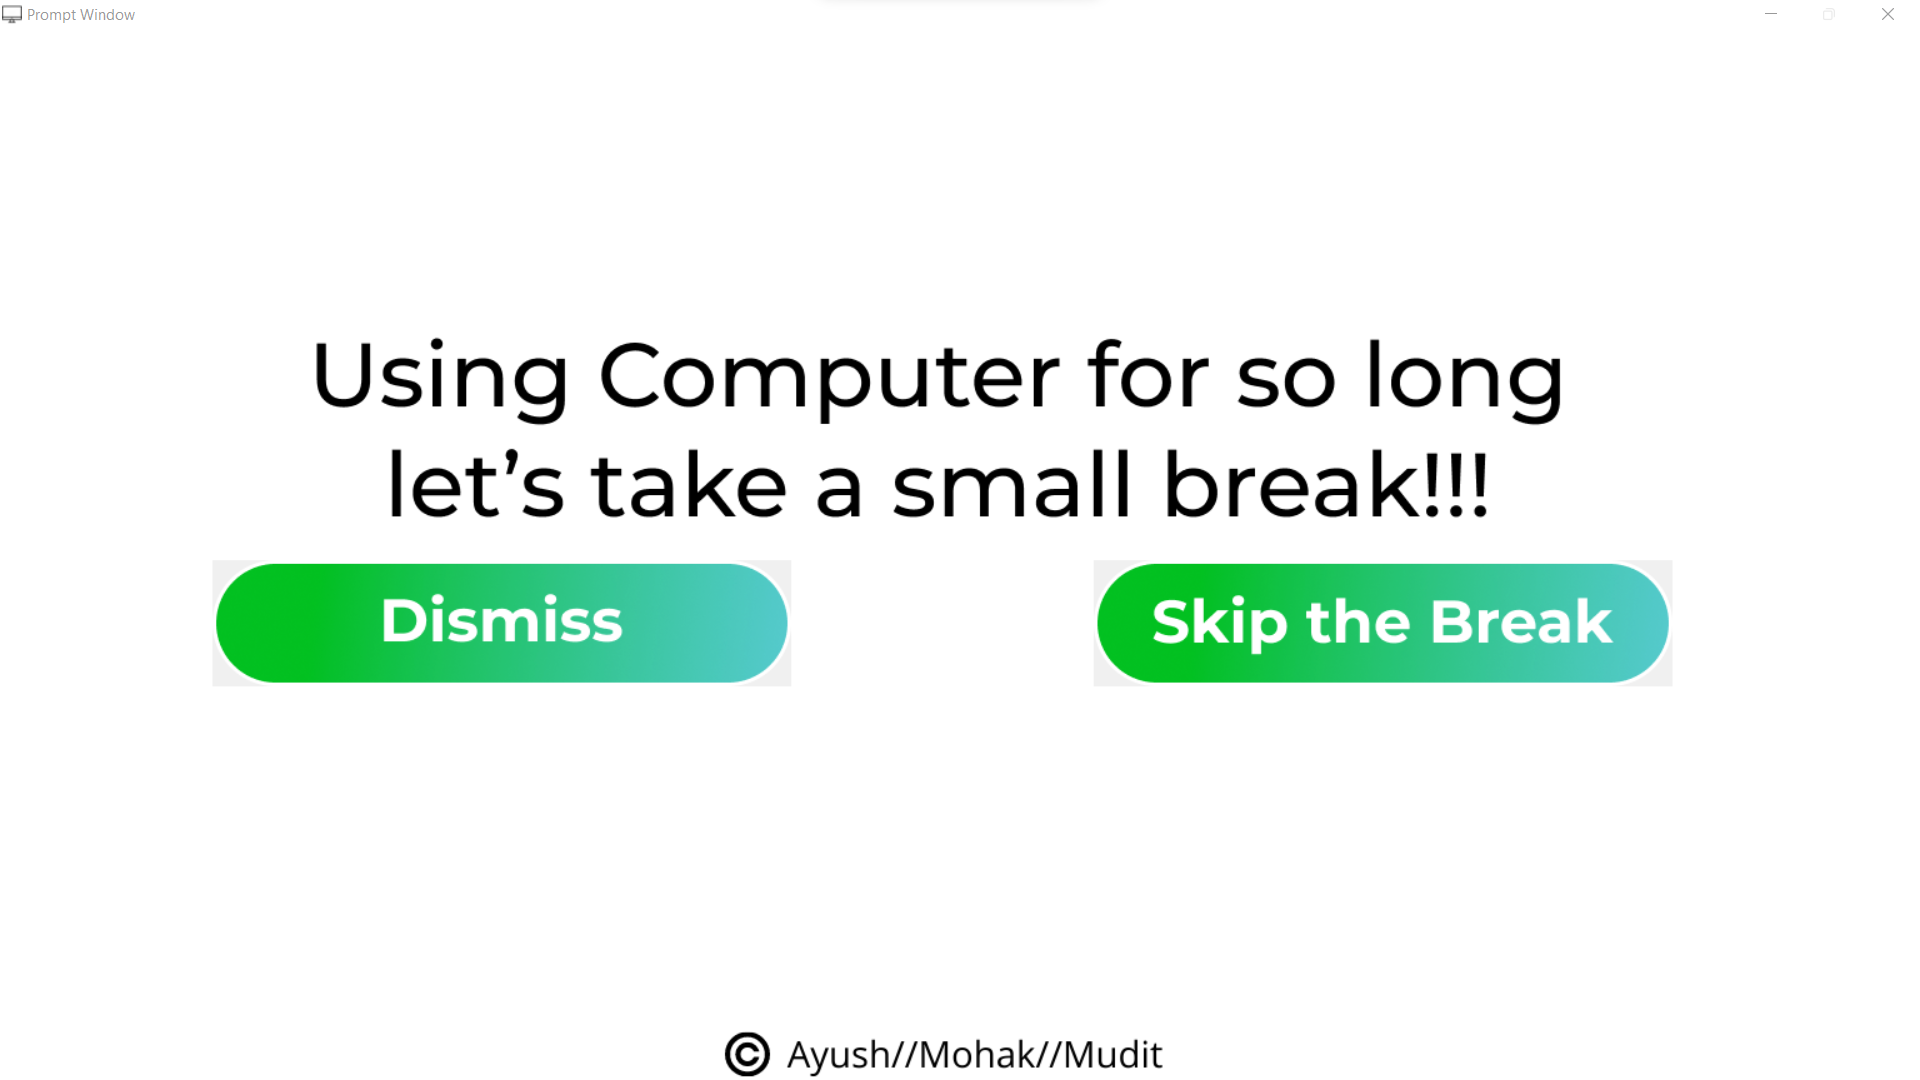 Prompt Window
Using Computer for so long
let’s take a small break!!!
Dismiss
Skip the Break
© Ayush//Mohak//Mudit